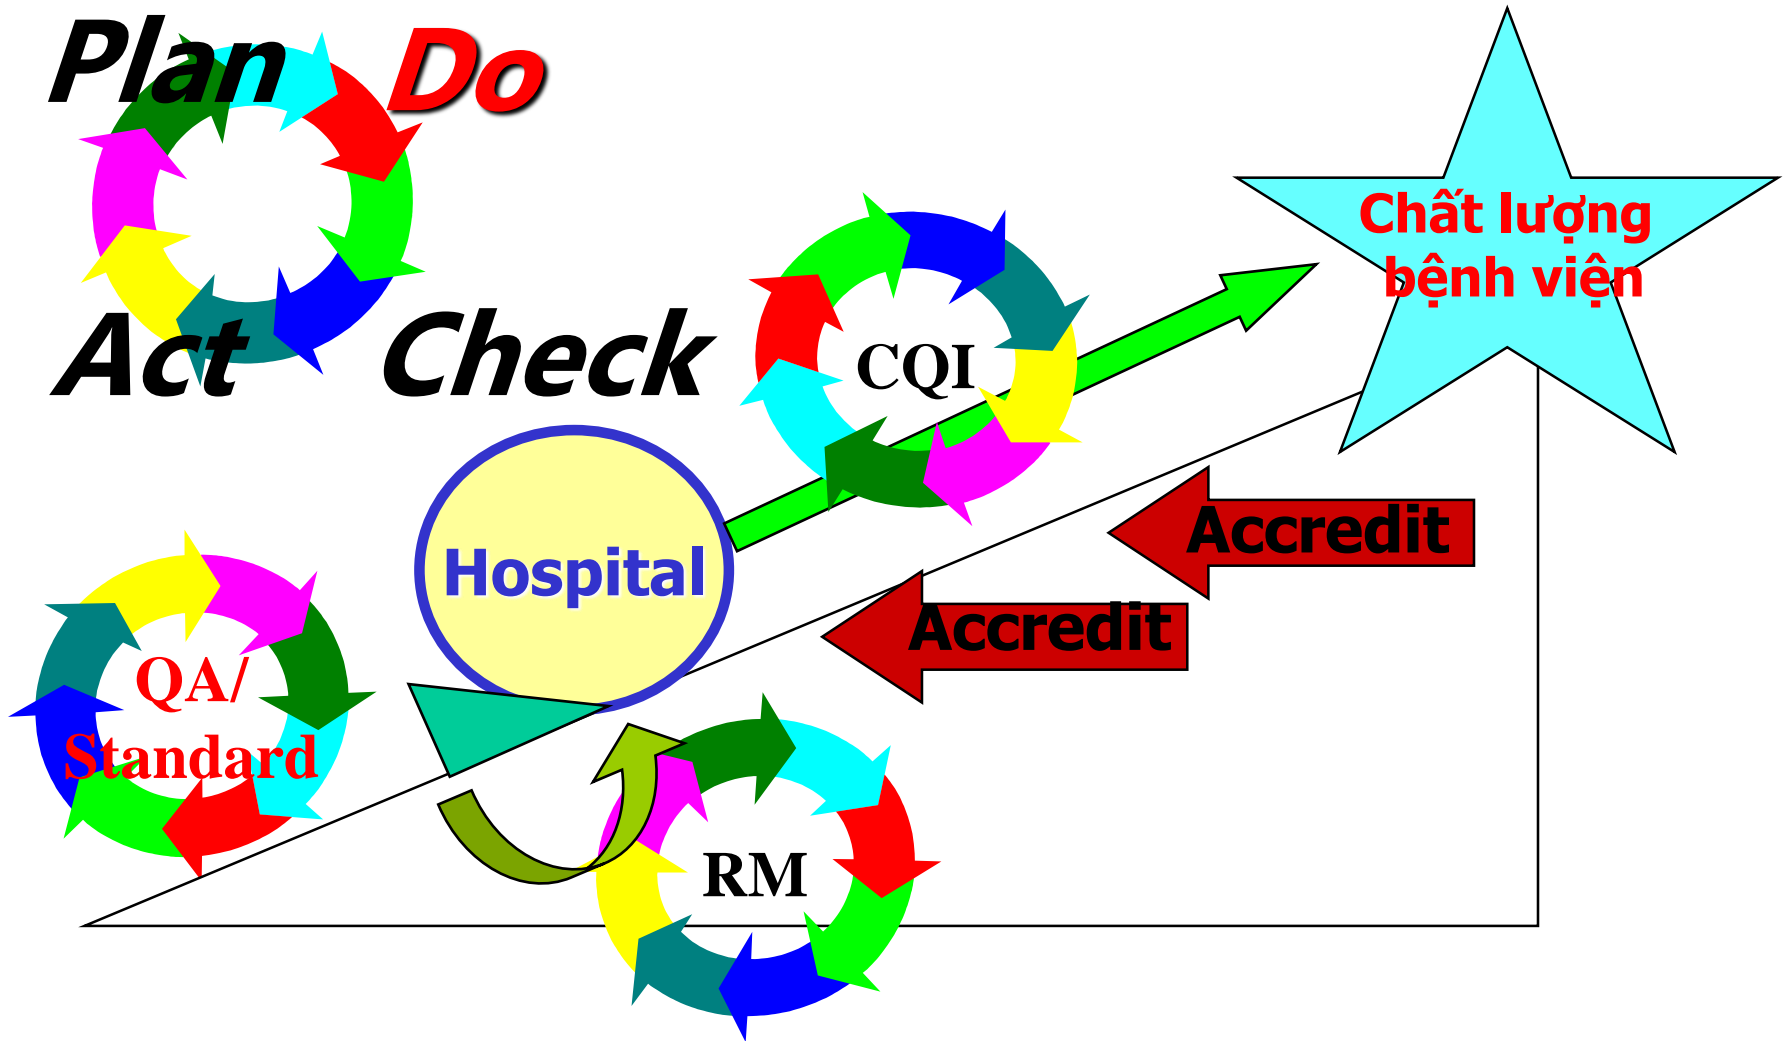 Plan Do
Act Check
Chất lượng
bệnh viện
CQI
Hospital
Accredit
Accredit
QA/
Standard
RM